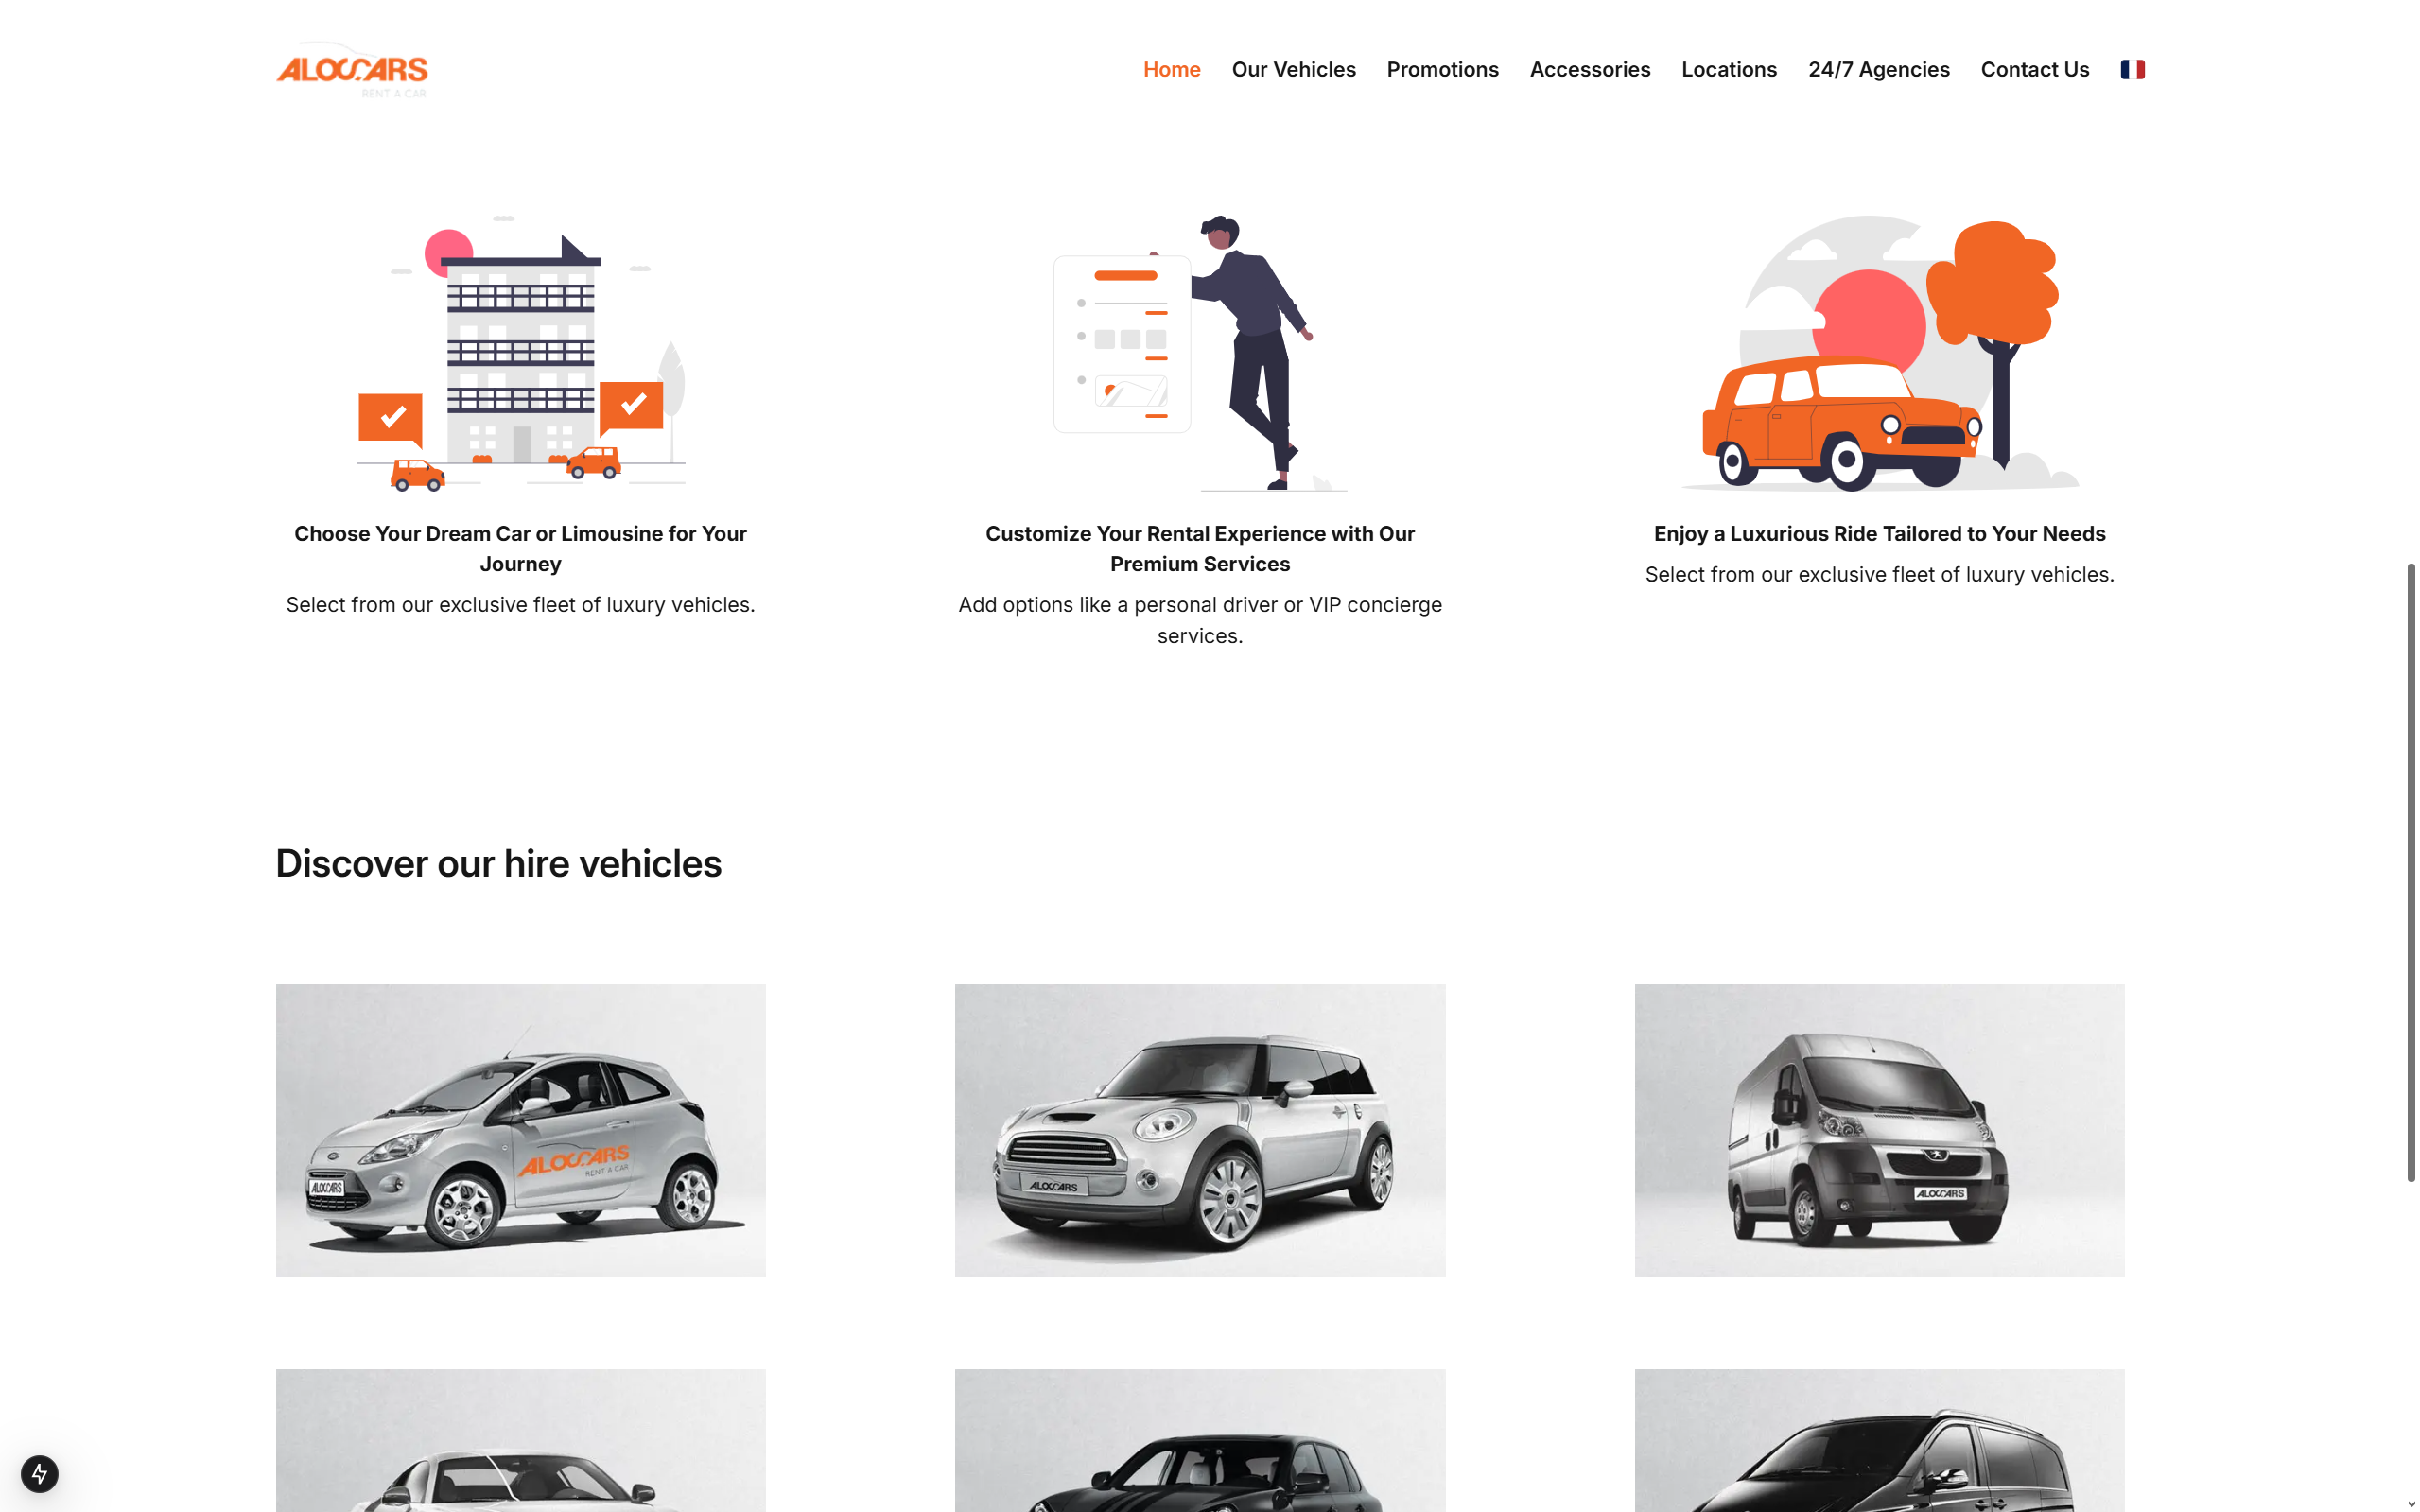 ALOCCARS
RENT A CAR
Home
Our Vehicles
Promotions
Accessories
Locations
24/7 Agencies
Contact Us
Choose Your Dream Car or Limousine for Your
Journey
Select from our exclusive fleet of luxury vehicles.
Customize Your Rental Experience with Our
Premium Services
Add options like a personal driver or VIP concierge
services.
Enjoy a Luxurious Ride Tailored to Your Needs
Select from our exclusive fleet of luxury vehicles.
Discover our hire vehicles
ALOCCARS
RENT A CAR
ALOCCARS
ALOCCARS
ALOCCARS